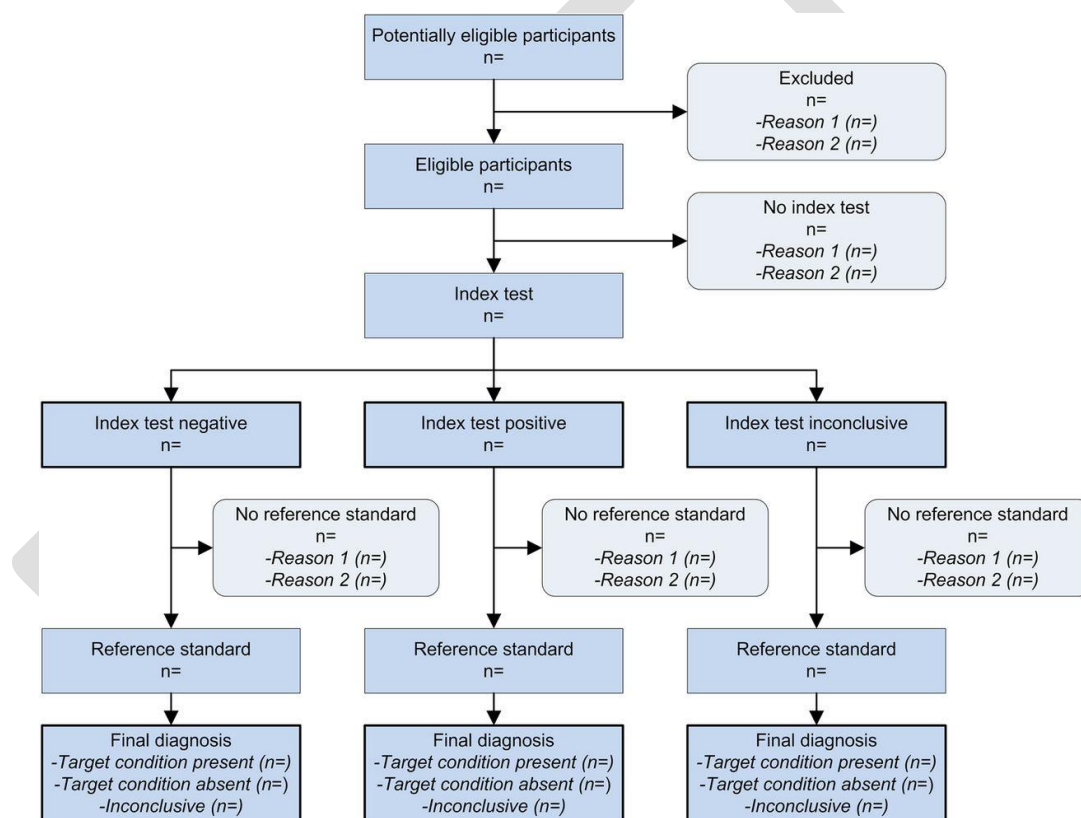 Potentially eligible participants
n=
Excluded
n=
-Reason 1 (n=)
-Reason 2 (n=)
Eligible participants
n=
No index test
n=
-Reason 1 (n=)
-Reason 2 (n=)
Index test
n=
Index test negative
n=
Index test positive
n=
Index test inconclusive
n=
No reference standard
n=
-Reason 1 (n=)
-Reason 2 (n=)
No reference standard
n=
-Reason 1 (n=)
-Reason 2 (n=)
No reference standard
n=
-Reason 1 (n=)
-Reason 2 (n=)
Reference standard
n=
Reference standard
n=
Reference standard
n=
Final diagnosis
-Target condition present (n=)
-Target condition absent (n=)
-Inconclusive (n=)
Final diagnosis
-Target condition present (n=)
-Target condition absent (n=)
-Inconclusive (n=)
Final diagnosis
-Target condition present (n=)
-Target condition absent (n=)
-Inconclusive (n=)